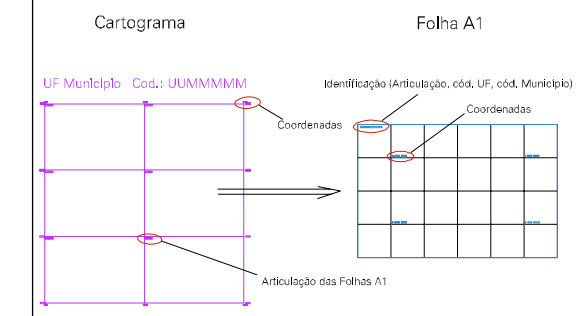 Cartograma
Folha A1
UF Município Cod.: UUMMMMM
Identificação (Articulação, cód. UF, cód. Município)
Coordenadas
Coordenadas
Articulação das Folhas A1